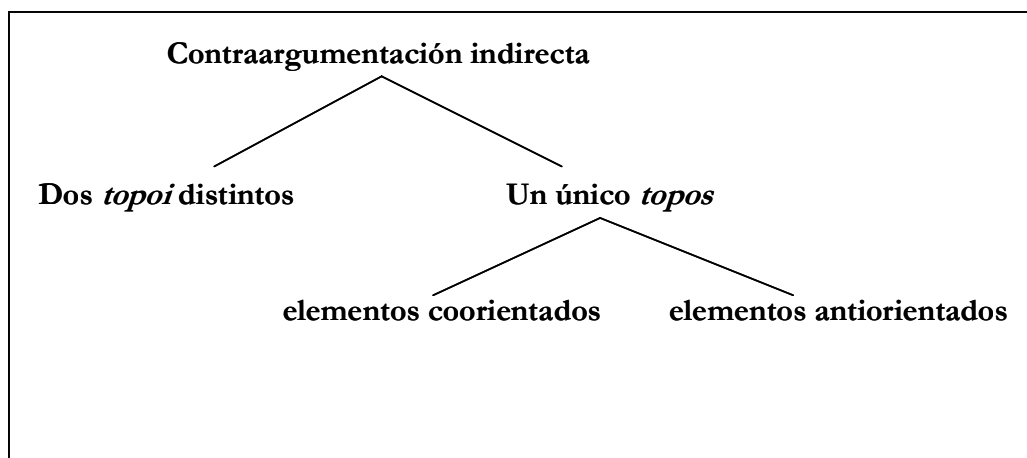 Contraargumentación indirecta
Dos topoi distintos
Un único topos
elementos coorientados
elementos antiorientados